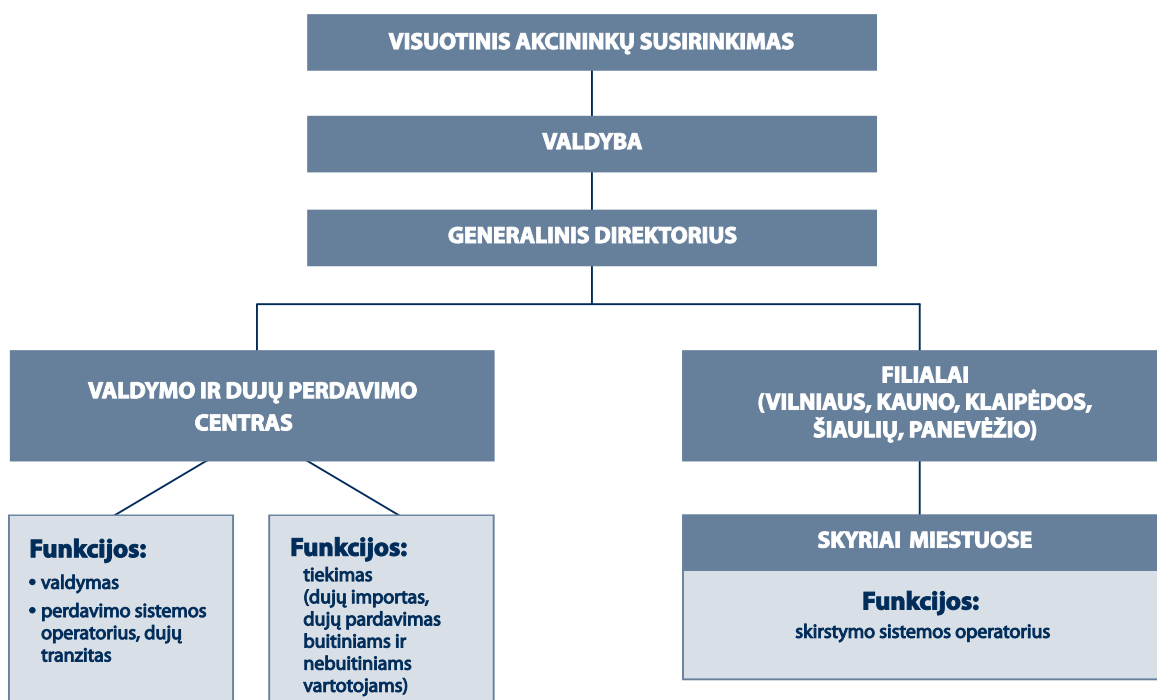 VISUOTINIS AKCININKŲ SUSIRINKIMAS
VALDYBA
GENERALINIS DIREKTORIUS
VALDYMO IR DUJŲ PERDAVIMO
CENTRAS
Funkcijos:
• valdymas
• perdavimo sistemos
operatorius, dujų
tranzitas
Funkcijos:
tiekimas
(dujų importas,
dujų pardavimas
buitiniams ir
nebuitiniams
vartotojams)
FILIALAI
(VILNIAUS, KAUNO, KLAIPĖDOS,
ŠIAULIŲ, PANEVĖŽIO)
SKYRIAI MIESTUOSE
Funkcijos:
skirstymo sistemos operatorius